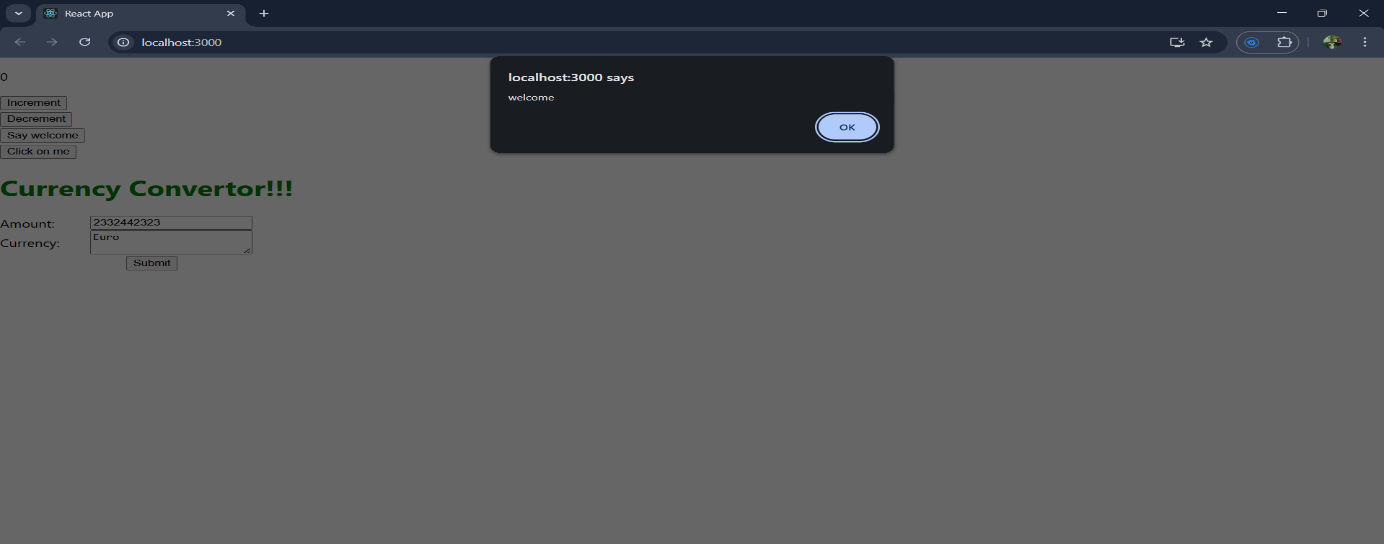 React App
localhost:3000
localhost:3000 says
welcome
OK
0
Increment
Decrement
Say welcome
Click on me
Currency Convertor!!!
Amount: 2332442323
Currency: Euro
Submit